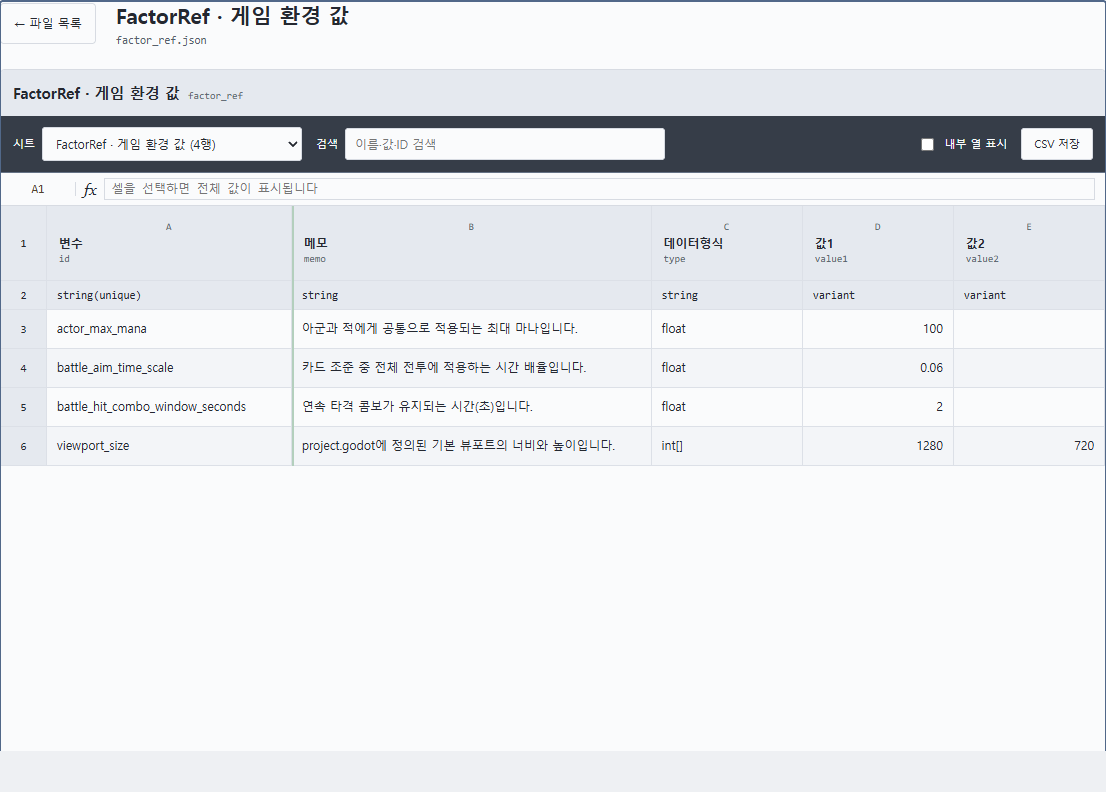 ← 파일 목록
FactorRef · 게임 환경 값
factor_ref.json
FactorRef · 게임 환경 값 factor_ref
시트 FactorRef · 게임 환경 값 (4행) 검색 이름·값·ID 검색 내부 열 표시 CSV 저장
A1 fx 셀을 선택하면 전체 값이 표시됩니다
A B C D E
1 변수 메모 데이터형식 값1 값2
id memo type value1 value2
2 string(unique) string string variant variant
3 actor_max_mana 아군과 적에게 공통으로 적용되는 최대 마나입니다. float 100
4 battle_aim_time_scale 카드 조준 중 전체 전투에 적용하는 시간 배율입니다. float 0.06
5 battle_hit_combo_window_seconds 연속 타격 콤보가 유지되는 시간(초)입니다. float 2
6 viewport_size project.godot에 정의된 기본 뷰포트의 너비와 높이입니다. int[] 1280 720